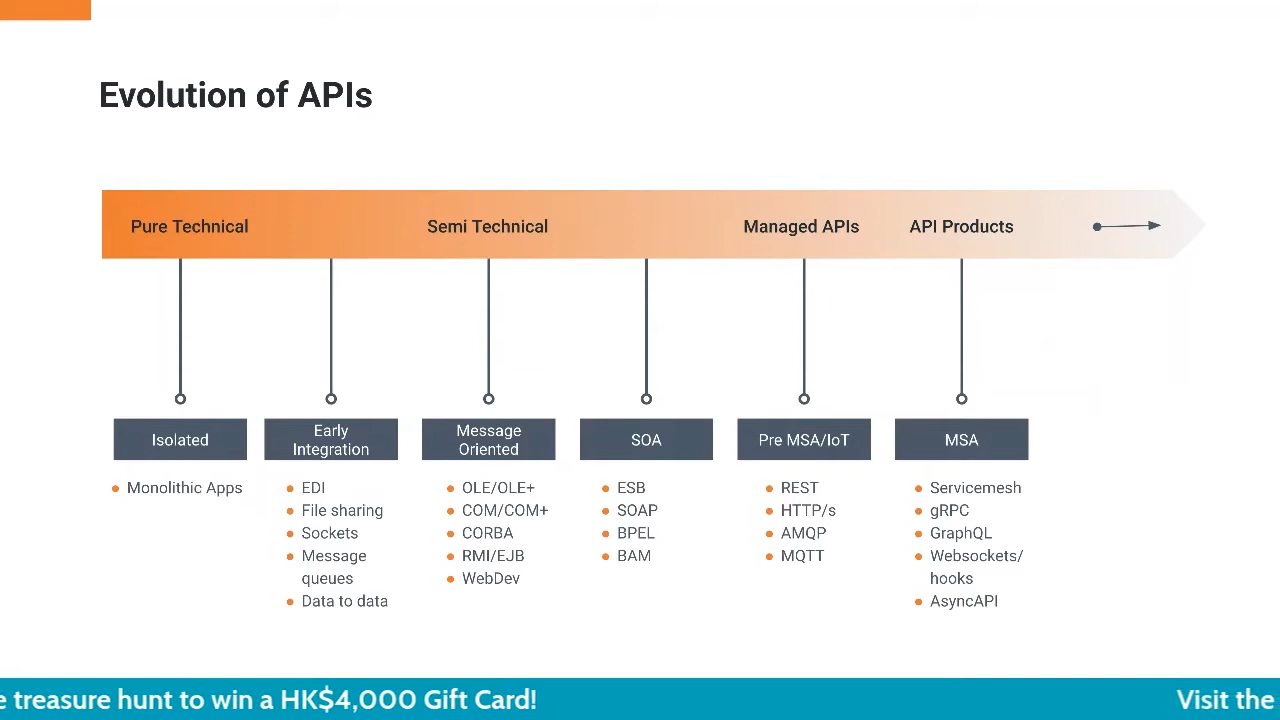 Evolution of APIs
Pure Technical
Semi Technical
Managed APIs
API Products
Isolated
Monolithic Apps
Early
Integration
EDI
File sharing
Sockets
Message
queues
Data to data
Message
Oriented
OLE/OLE+
COM/COM+
CORBA
RMI/EJB
WebDev
SOA
ESB
SOAP
BPEL
BAM
Pre MSA/IoT
REST
HTTP/s
AMQP
MQTT
MSA
Servicemesh
gRPC
GraphQL
Websockets/
hooks
AsyncAPI
e treasure hunt to win a HK$4,000 Gift Card!
Visit the